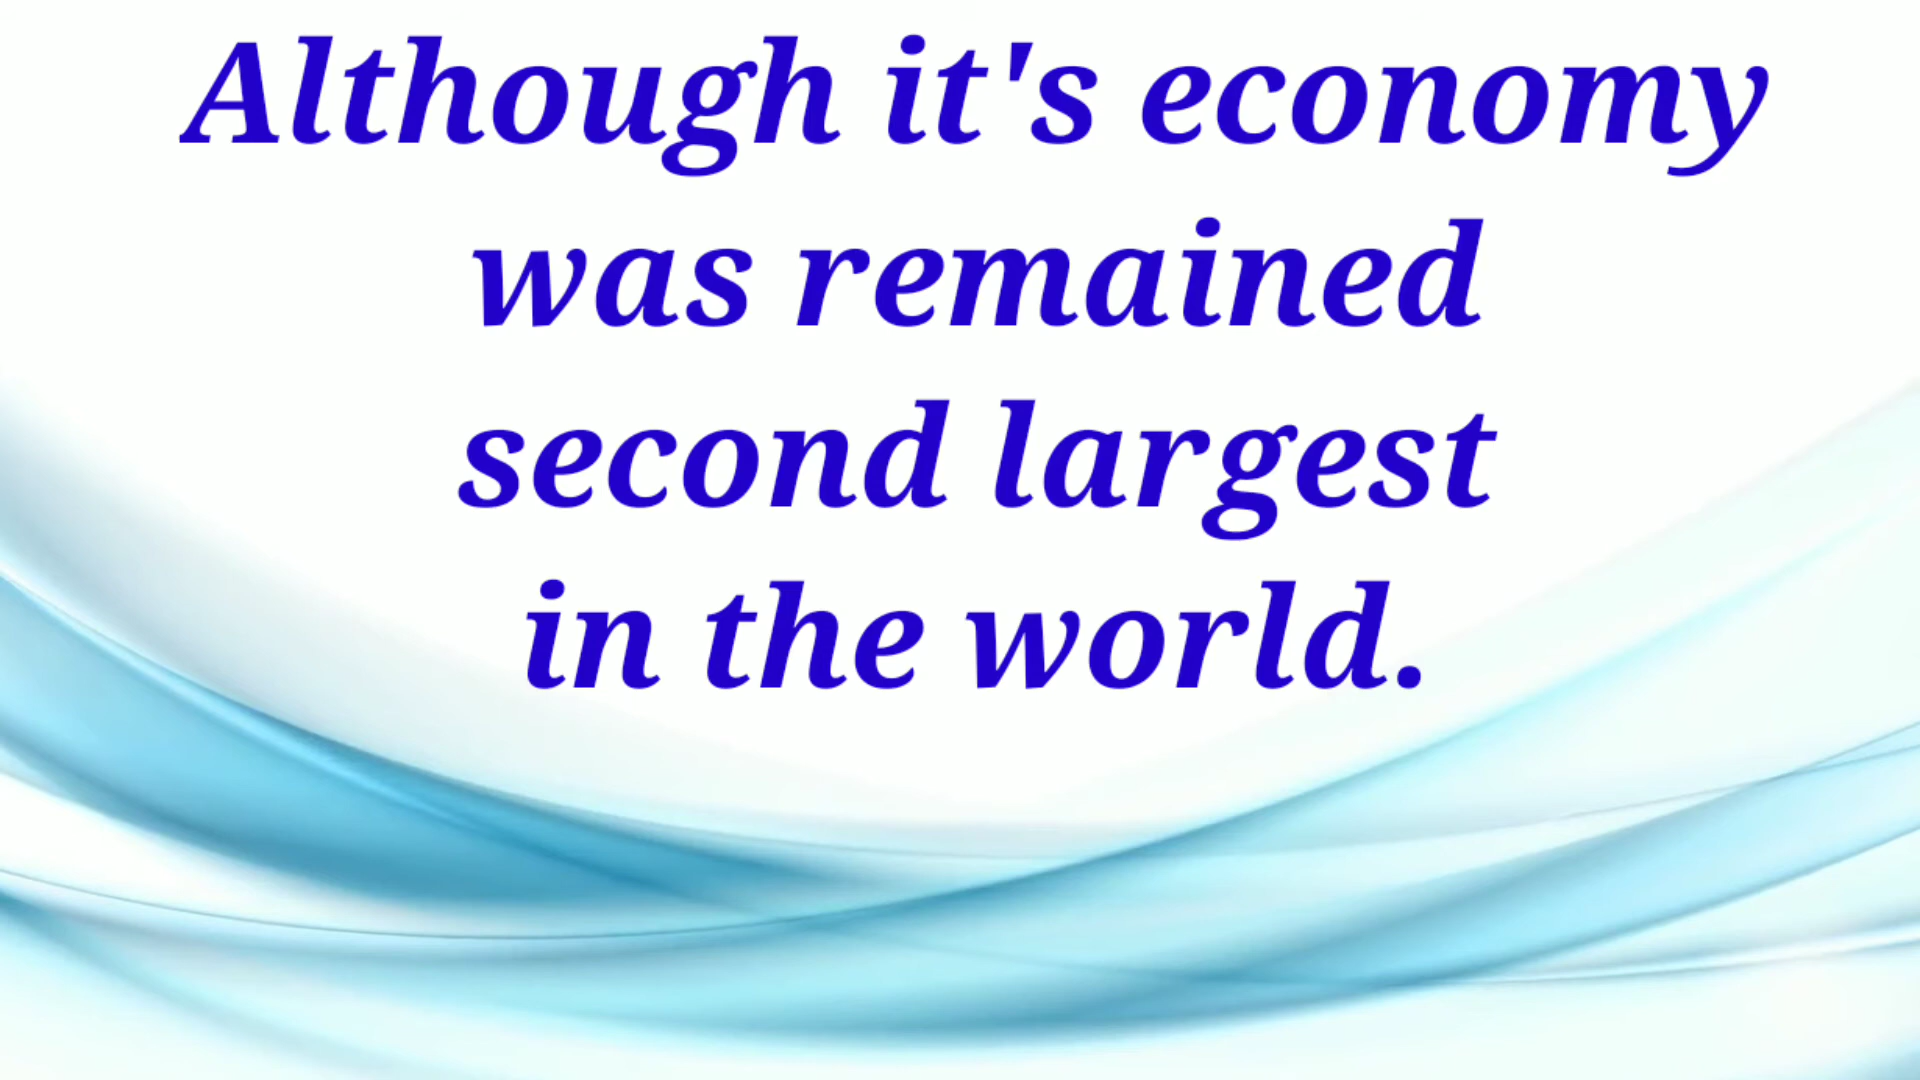 Although it's economy
was remained
second largest
in the world.